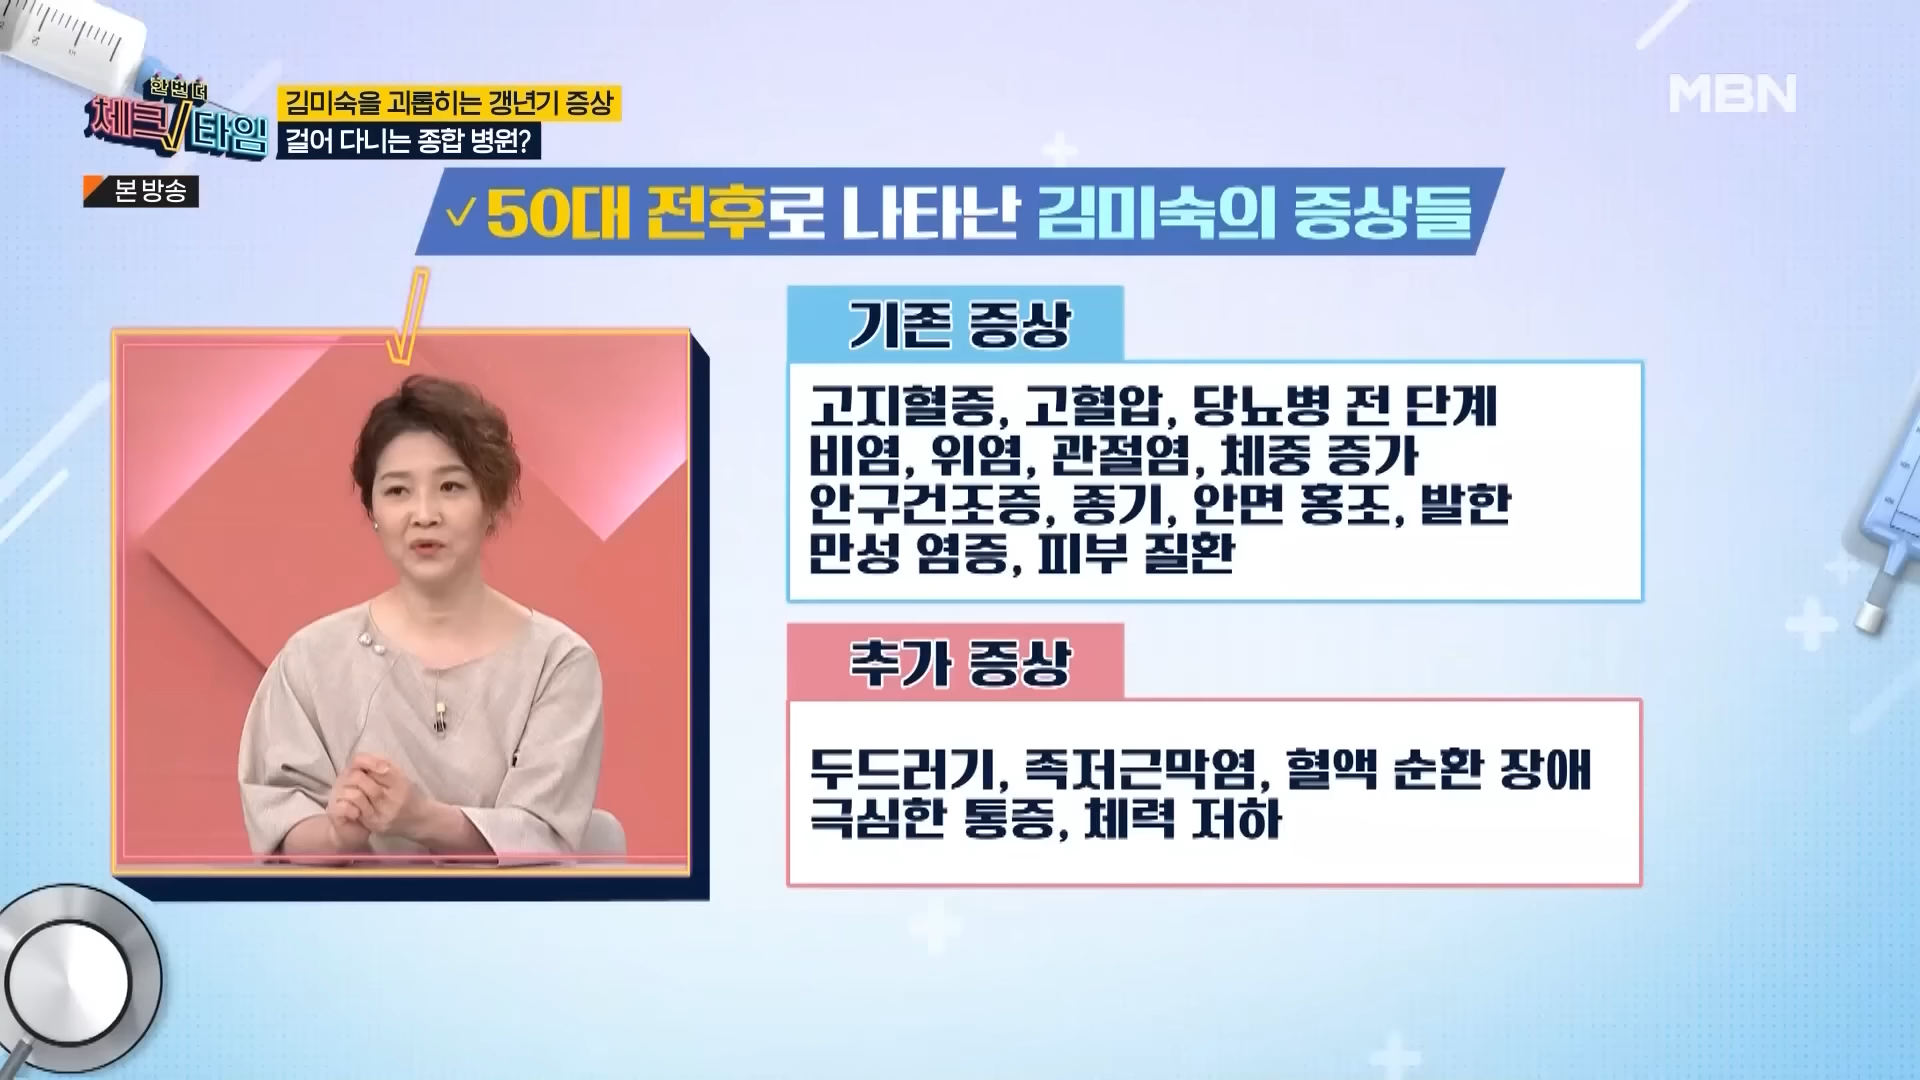 한 번 더
체크타임
김미숙을 괴롭히는 갱년기 증상
걸어 다니는 종합 병원?
본 방송
MBN
50대 전후로 나타난 김미숙의 증상들
기존 증상
고지혈증, 고혈압, 당뇨병 전 단계
비염, 위염, 관절염, 체중 증가
안구건조증, 종기, 안면 홍조, 발한
만성 염증, 피부 질환
추가 증상
두드러기, 족저근막염, 혈액 순환 장애
극심한 통증, 체력 저하